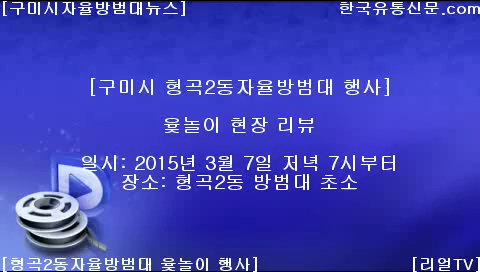 [구미시자율방범대뉴스]
한국유통신문.com
[구미시 형곡2동자율방범대 행사]
윷놀이 현장 리뷰
일시: 2015년 3월 7일 저녁 7시부터
장소: 형곡2동 방범대 초소
[형곡2동자율방범대 윷놀이 행사]
[리얼TV]